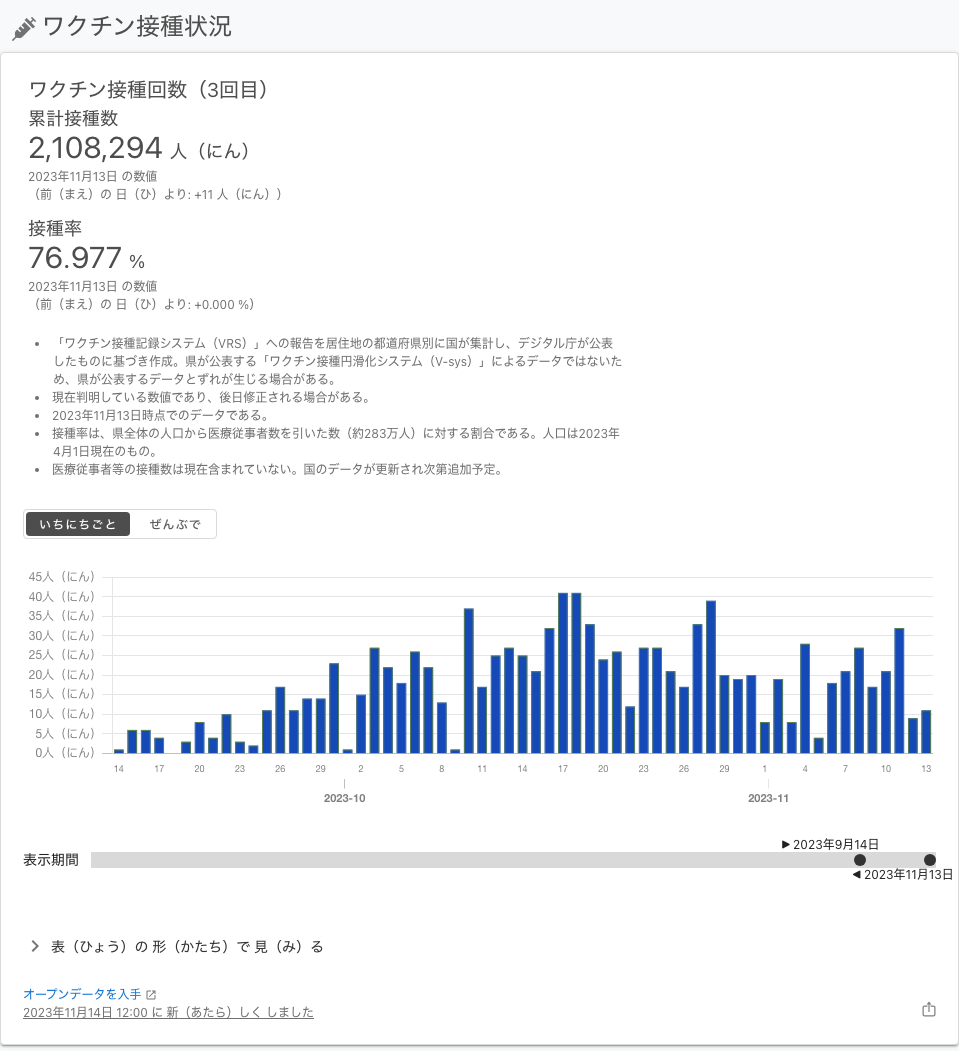 ワクチン接種状況
ワクチン接種回数（3回目）
累計接種数
2,108,294 人（にん）
2023年11月13日 の数値
（前（まえ）の 日（ひ）より: +11 人（にん））
接種率
76.977 %
2023年11月13日 の数値
（前（まえ）の 日（ひ）より: +0.000 %）
• 「ワクチン接種記録システム（VRS）」への報告を居住地の都道府県別に国が集計し、デジタル庁が公表
したものに基づき作成。県が公表する「ワクチン接種円滑化システム（V-sys）」によるデータではないた
め、県が公表するデータとずれが生じる場合がある。
• 現在判明している数値であり、後日修正される場合がある。
• 2023年11月13日時点でのデータである。
• 接種率は、県全体の人口から医療従事者数を引いた数（約283万人）に対する割合である。人口は2023年
4月1日現在のもの。
• 医療従事者等の接種数は現在含まれていない。国のデータが更新され次第追加予定。
いちにちごと ぜんぶで
45人（にん）
40人（にん）
35人（にん）
30人（にん）
25人（にん）
20人（にん）
15人（にん）
10人（にん）
5人（にん）
0人（にん）
14 17 20 23 26 29 2 5 8 11 14 17 20 23 26 29 1 4 7 10 13
2023-10 2023-11
▶ 2023年9月14日
表示期間
◀ 2023年11月13日
表（ひょう）の 形（かたち）で 見（み）る
オープンデータを入手
2023年11月14日 12:00 に 新（あたら）しく しました